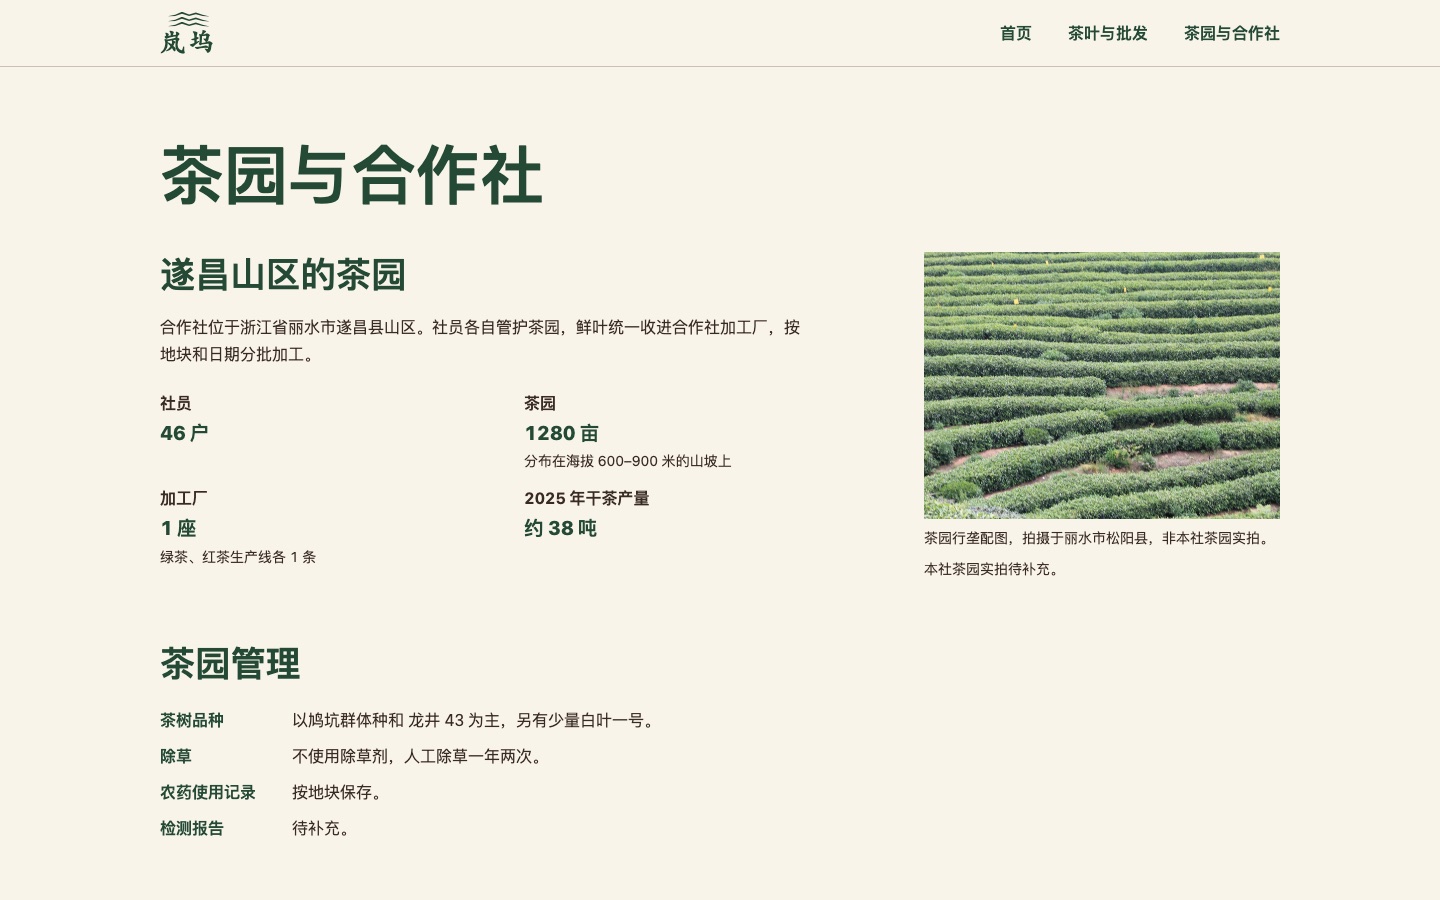 岚坞
首页
茶叶与批发
茶园与合作社
茶园与合作社
遂昌山区的茶园
合作社位于浙江省丽水市遂昌县山区。社员各自管护茶园，鲜叶统一收进合作社加工厂，按
地块和日期分批加工。
社员
46 户
茶园
1280 亩
分布在海拔 600–900 米的山坡上
加工厂
1 座
绿茶、红茶生产线各 1 条
2025 年干茶产量
约 38 吨
茶园行垄配图，拍摄于丽水市松阳县，非本社茶园实拍。
本社茶园实拍待补充。
茶园管理
茶树品种
以鸠坑群体种和 龙井 43 为主，另有少量白叶一号。
除草
不使用除草剂，人工除草一年两次。
农药使用记录
按地块保存。
检测报告
待补充。